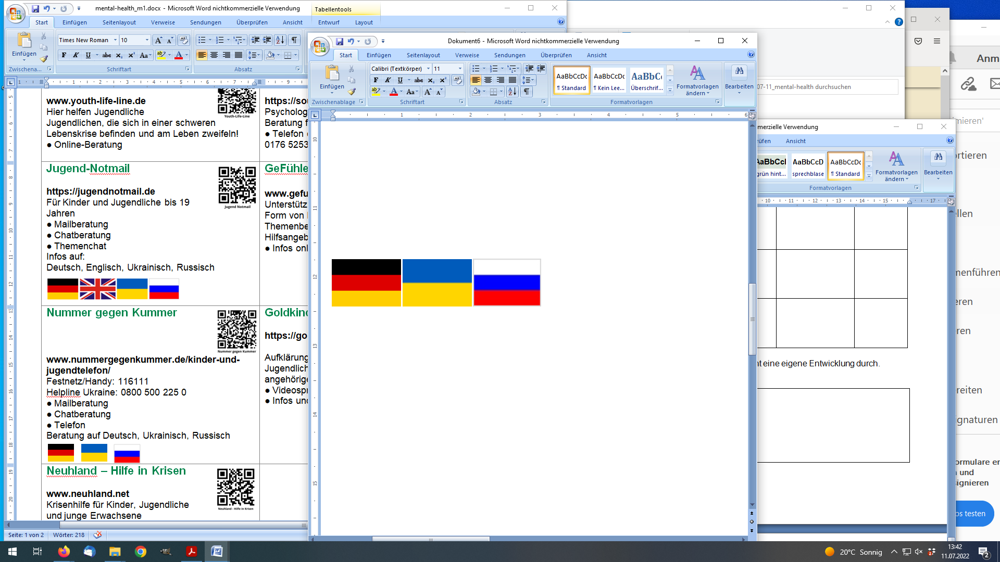 mental-health_m1.docx - Microsoft Word nichtkommerzielle Verwendung
Tabellentools
Start
Einfügen
Seitenlayout
Verweise
Sendungen
Überprüfen
Ansicht
Entwurf
Layout
Times New Roman
10
Einfügen
Zwischena...
Schriftart
Absatz
www.youth-life-line.de
Hier helfen Jugendliche
Jugendlichen, die sich in einer schweren
Lebenskrise befinden und am Leben zweifeln!
● Online-Beratung
Youth-Life-Line
https://sou
Psycholog
Beratung f
● Telefon
0176 5253
Jugend-Notmail
https://jugendnotmail.de
Für Kinder und Jugendliche bis 19
Jahren
● Mailberatung
● Chatberatung
● Themenchat
Infos auf:
Deutsch, Englisch, Ukrainisch, Russisch
Jugend Notmail
GeFühle
www.gefu
Unterstütz
Form von
Themenbe
Hilfsangeb
● Infos onl
Nummer gegen Kummer
www.nummergegenkummer.de/kinder-und-
jugendtelefon/
Festnetz/Handy: 116111
Helpline Ukraine: 0800 500 225 0
● Mailberatung
● Chatberatung
● Telefon
Beratung auf Deutsch, Ukrainisch, Russisch
Nummer gegen Kummer
Goldkind
https://go
Aufklärung
Jugendlich
angehörige
● Videospr
● Infos und
Neuhland – Hilfe in Krisen
www.neuhland.net
Krisenhilfe für Kinder, Jugendliche
und junge Erwachsene
Neuhland - Hilfe in Krisen
Seite: 1 von 2
Wörter: 218
Dokument6 - Microsoft Word nichtkommerzielle Verwendung
Start
Einfügen
Seitenlayout
Verweise
Sendungen
Überprüfen
Ansicht
Calibri (Textkörper)
11
Einfügen
Zwischenablage
Schriftart
Absatz
AaBbCcDc
¶ Standard
AaBbCcDc
¶ Kein Lee...
AaBbCc
Überschrif...
Formatvorlagen
ändern
Formatvorlagen
Bearbeiten
07-11_mental-health durchsuchen
Anm
merzielle Verwendung
üfen
Ansicht
AaBbCcI
grün hint...
AaBbCcD
sprechblase
AaBbCcDc
¶ Standard
Formatvorlagen
ändern
Formatvorlagen
Bearbeiten
nt eine eigene Entwicklung durch.
imieren'
rtieren
ellen
menführen
eren
ren
reiten
ignaturen
ormulare er
n und
signieren
os testen
20°C Sonnig
13:42
11.07.2022
2